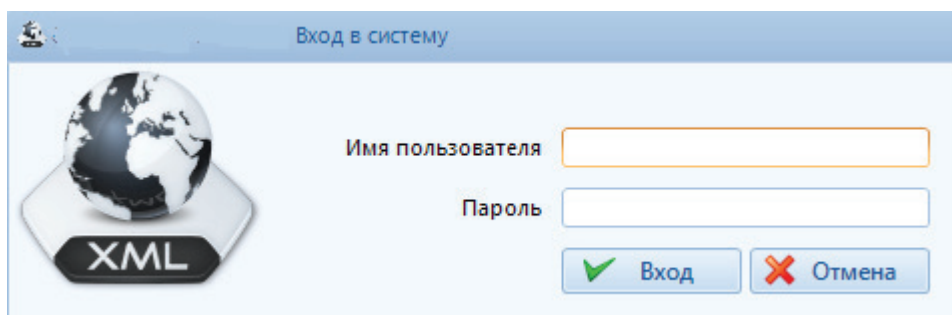 Вход в систему
Имя пользователя
Пароль
XML
Вход
Отмена